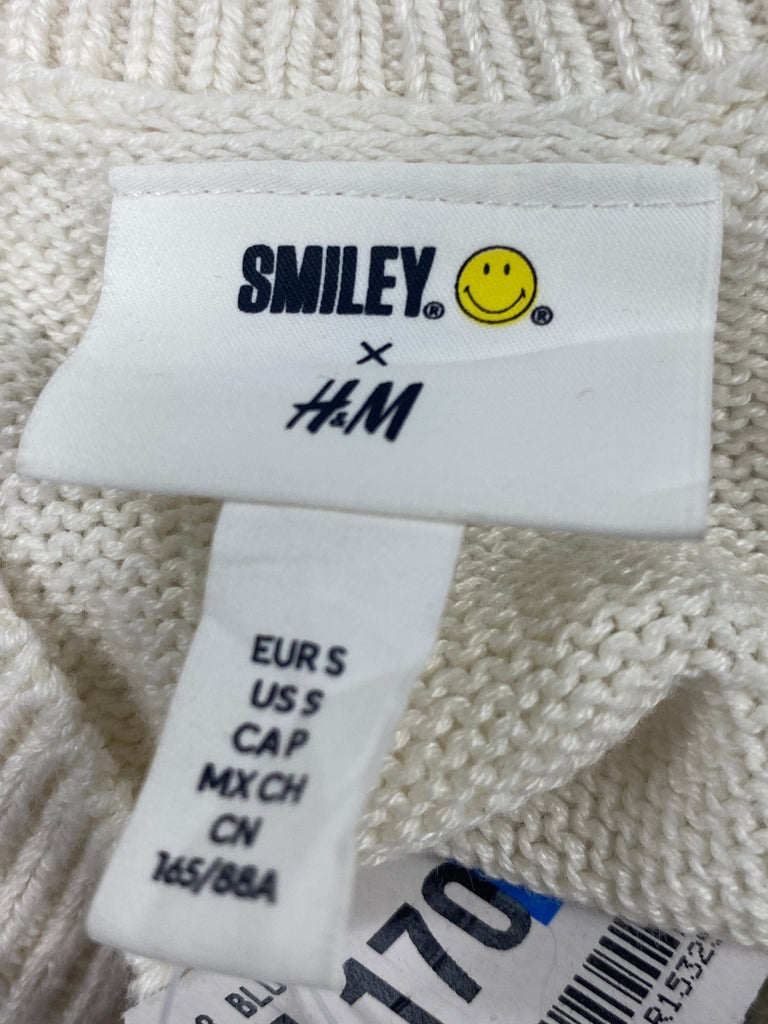 SMILEY® ®
×
H&M
EUR S
US S
CA P
MX CH
CN
165/88A
170